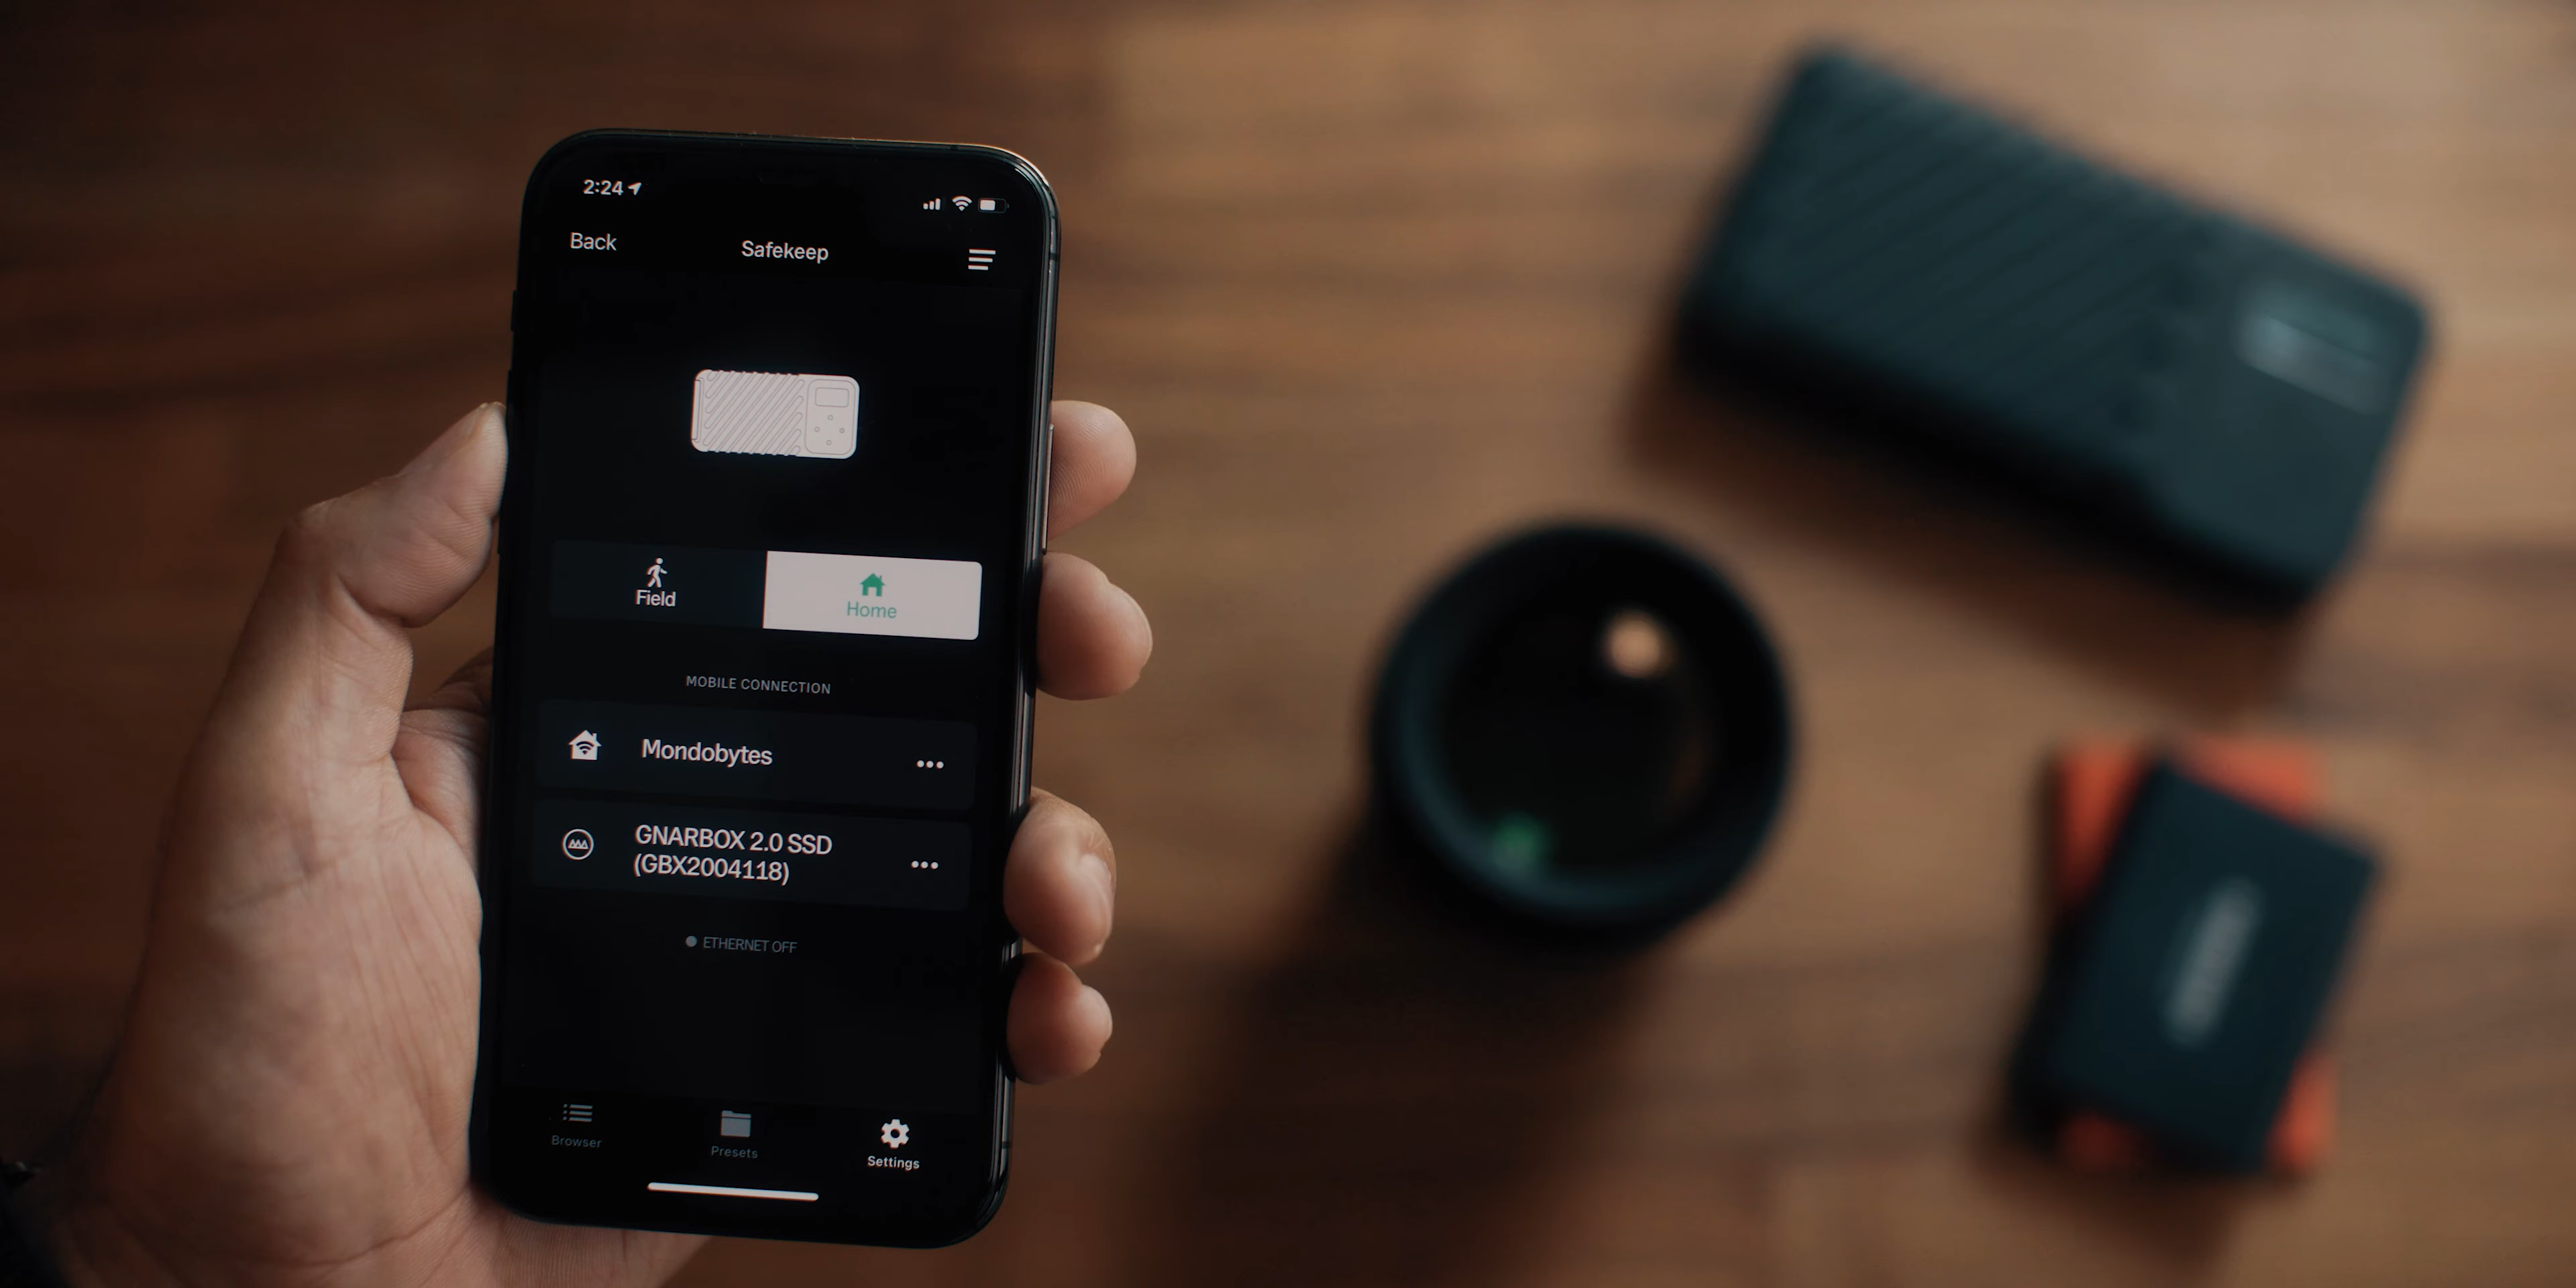 2:24
Back
Safekeep
Field
Home
MOBILE CONNECTION
Mondobytes
GNARBOX 2.0 SSD
(GBX2004118)
ETHERNET OFF
Browser
Presets
Settings